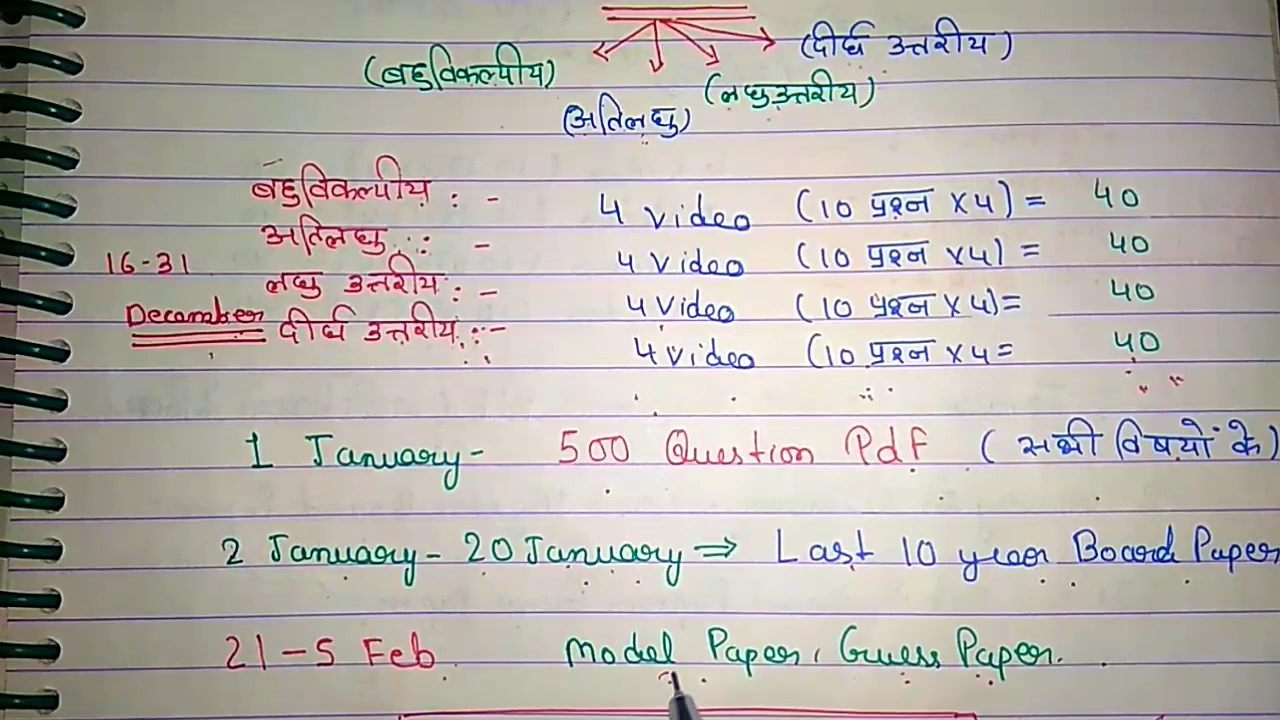 (दीर्घ उत्तरीय)
(बहुविकल्पीय)
(लघुउत्तरीय)
(अतिलघु)
बहुविकल्पीय : - 4 video (10 प्रश्न x4) = 40
अतिलघु : - 4 video (10 प्रश्न x4) = 40
16-31
लघु उत्तरीय : - 4 video (10 प्रश्न x4)= 40
December
दीर्घ उत्तरीय : - 4 video (10 प्रश्न x4= 40
1 January- 500 Question Pdf (सभी विषयों के)
2 January- 20 January ⇒ Last 10 year Board Paper
21-5 Feb Model Paper, Guess Paper.